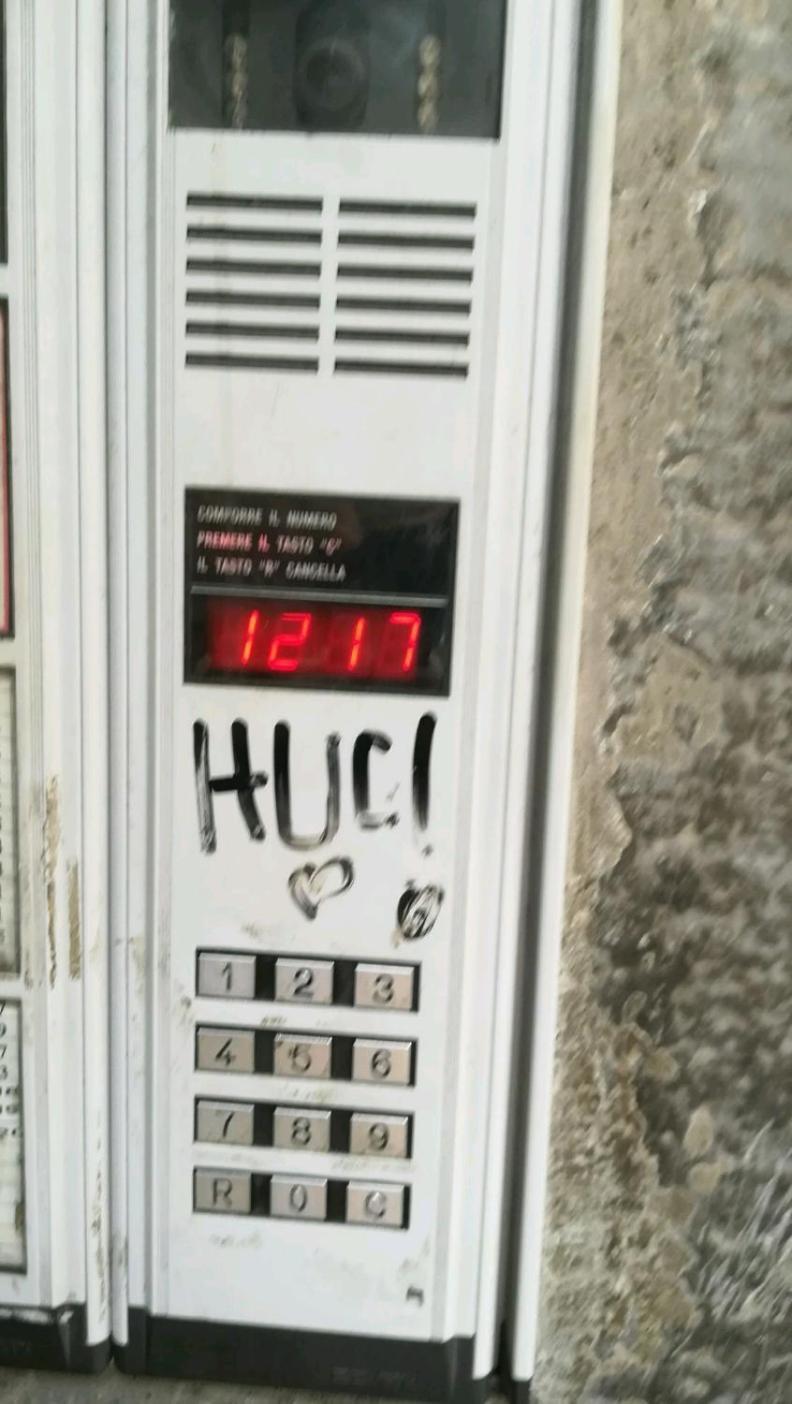 COMPORRE IL NUMERO
PREMERE IL TASTO "C"
IL TASTO "R" CANCELLA
1217
HUC!
1 2 3
4 5 6
7 8 9
R 0 C